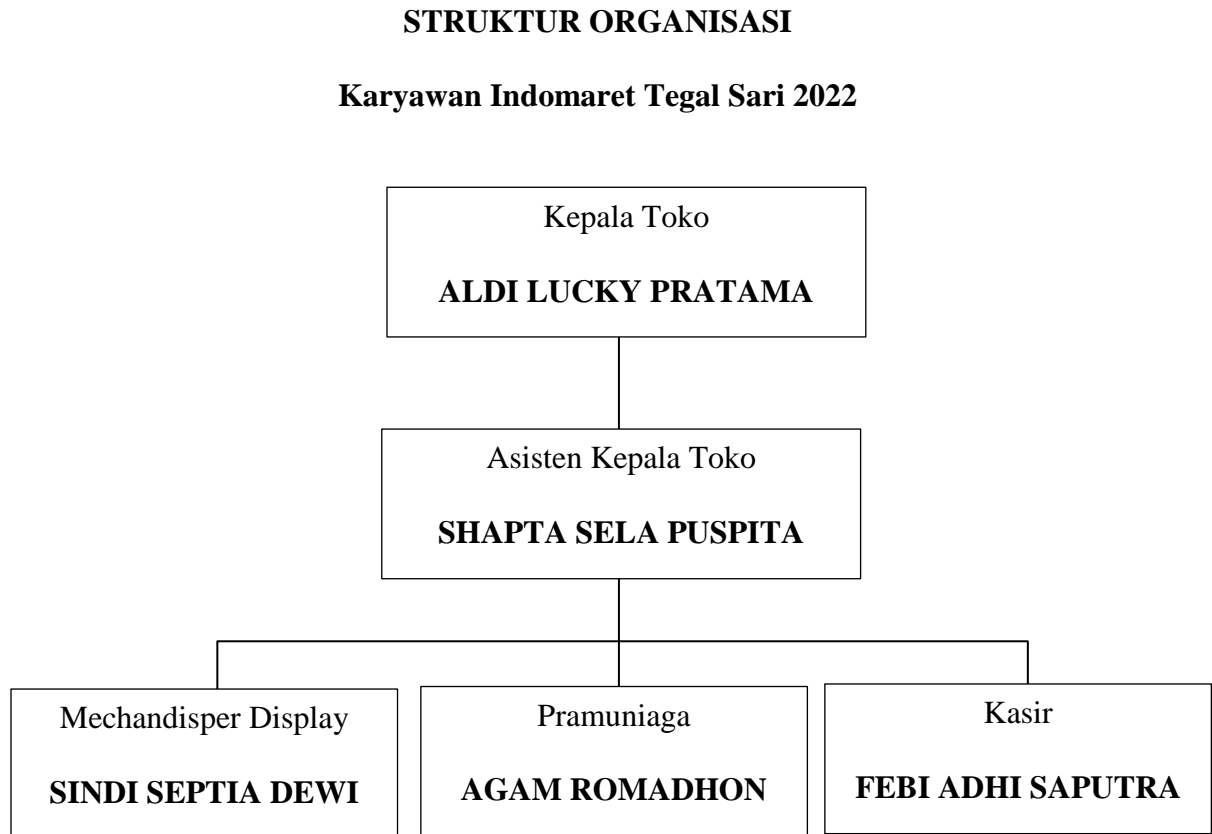 STRUKTUR ORGANISASI
Karyawan Indomaret Tegal Sari 2022
Kepala Toko
ALDI LUCKY PRATAMA
Asisten Kepala Toko
SHAPTA SELA PUSPITA
Mechandisper Display
SINDI SEPTIA DEWI
Pramuniaga
AGAM ROMADHON
Kasir
FEBI ADHI SAPUTRA